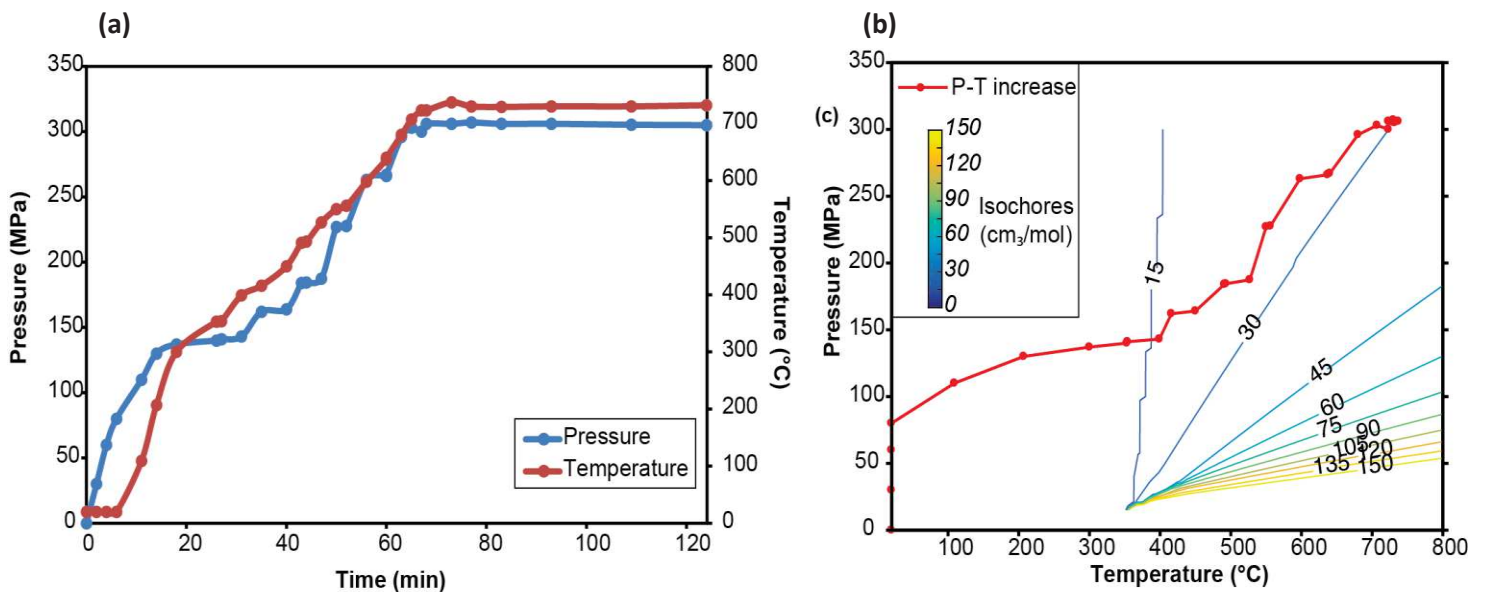 (a)
350
300
250
200
150
100
50
0
Pressure (MPa)
800
700
600
500
400
300
200
100
0
Temperature (°C)
0 20 40 60 80 100 120
Time (min)
Pressure
Temperature
(b)
350
300
250
200
150
100
50
0
Pressure (MPa)
P-T increase
(c)
150
120
90
60
30
0
Isochores
(cm₃/mol)
15
30
45
60
75
90
105
120
135
150
100 200 300 400 500 600 700 800
Temperature (°C)